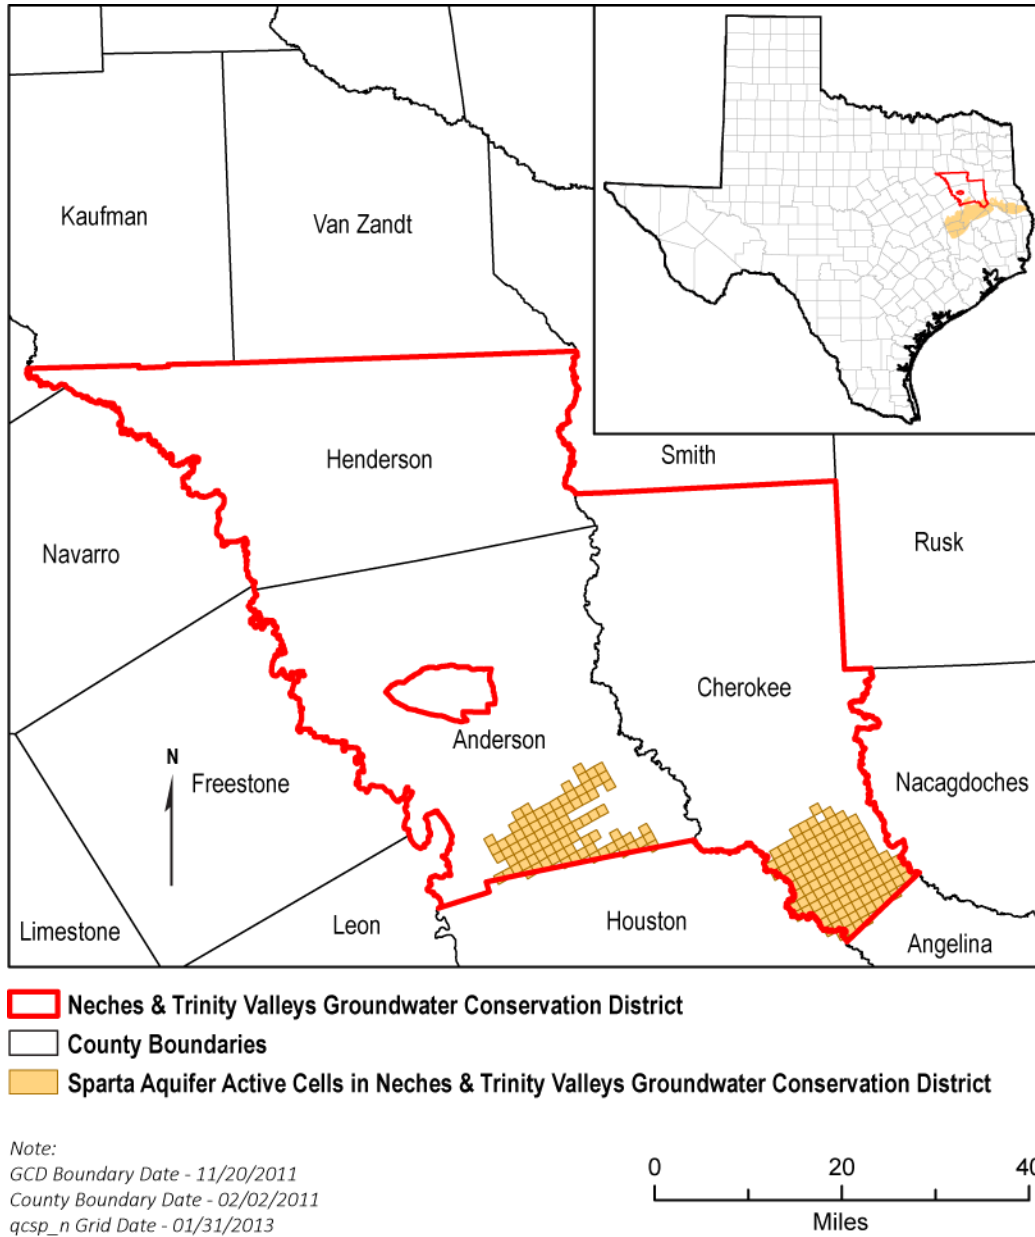 Kaufman
Van Zandt
Henderson
Smith
Navarro
Rusk
Cherokee
Anderson
N
Freestone
Nacagdoches
Limestone
Leon
Houston
Angelina
Neches & Trinity Valleys Groundwater Conservation District
County Boundaries
Sparta Aquifer Active Cells in Neches & Trinity Valleys Groundwater Conservation District
Note:
GCD Boundary Date - 11/20/2011
County Boundary Date - 02/02/2011
qcsp_n Grid Date - 01/31/2013
0 20 40
Miles